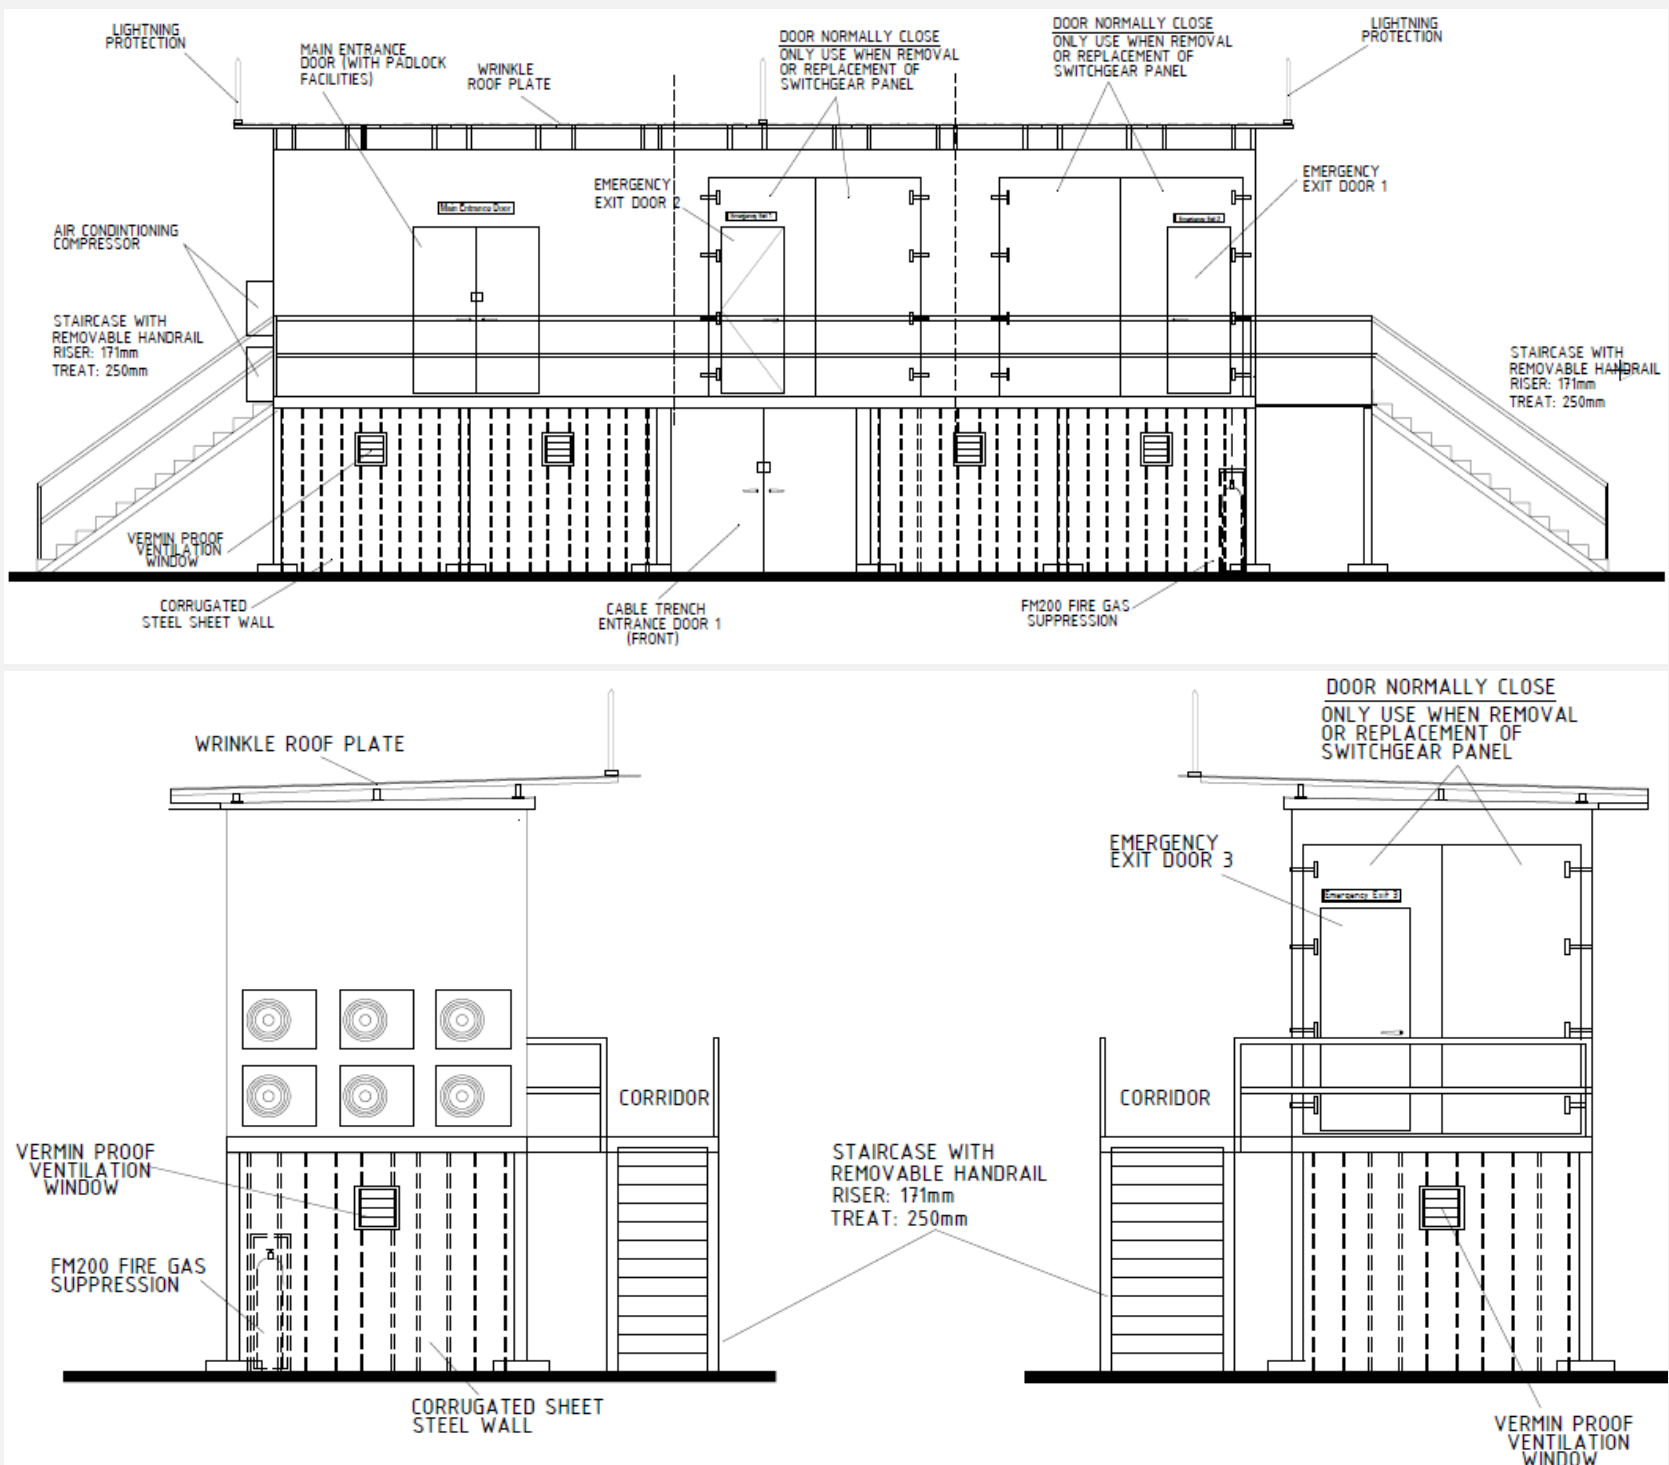 LIGHTNING
PROTECTION
MAIN ENTRANCE
DOOR (WITH PADLOCK
FACILITIES)
WRINKLE
ROOF PLATE
DOOR NORMALLY CLOSE
ONLY USE WHEN REMOVAL
OR REPLACEMENT OF
SWITCHGEAR PANEL
DOOR NORMALLY CLOSE
ONLY USE WHEN REMOVAL
OR REPLACEMENT OF
SWITCHGEAR PANEL
LIGHTNING
PROTECTION
EMERGENCY
EXIT DOOR 2
EMERGENCY
EXIT DOOR 1
Main Entrance Door
Emergency Exit 2
AIR CONDINTIONING
COMPRESSOR
STAIRCASE WITH
REMOVABLE HANDRAIL
RISER: 171mm
TREAT: 250mm
STAIRCASE WITH
REMOVABLE HANDRAIL
RISER: 171mm
TREAT: 250mm
VERMIN PROOF
VENTILATION
WINDOW
CORRUGATED
STEEL SHEET WALL
CABLE TRENCH
ENTRANCE DOOR 1
(FRONT)
FM200 FIRE GAS
SUPPRESSION
WRINKLE ROOF PLATE
DOOR NORMALLY CLOSE
ONLY USE WHEN REMOVAL
OR REPLACEMENT OF
SWITCHGEAR PANEL
EMERGENCY
EXIT DOOR 3
Emergency Exit 3
CORRIDOR
CORRIDOR
VERMIN PROOF
VENTILATION
WINDOW
STAIRCASE WITH
REMOVABLE HANDRAIL
RISER: 171mm
TREAT: 250mm
FM200 FIRE GAS
SUPPRESSION
CORRUGATED SHEET
STEEL WALL
VERMIN PROOF
VENTILATION
WINDOW